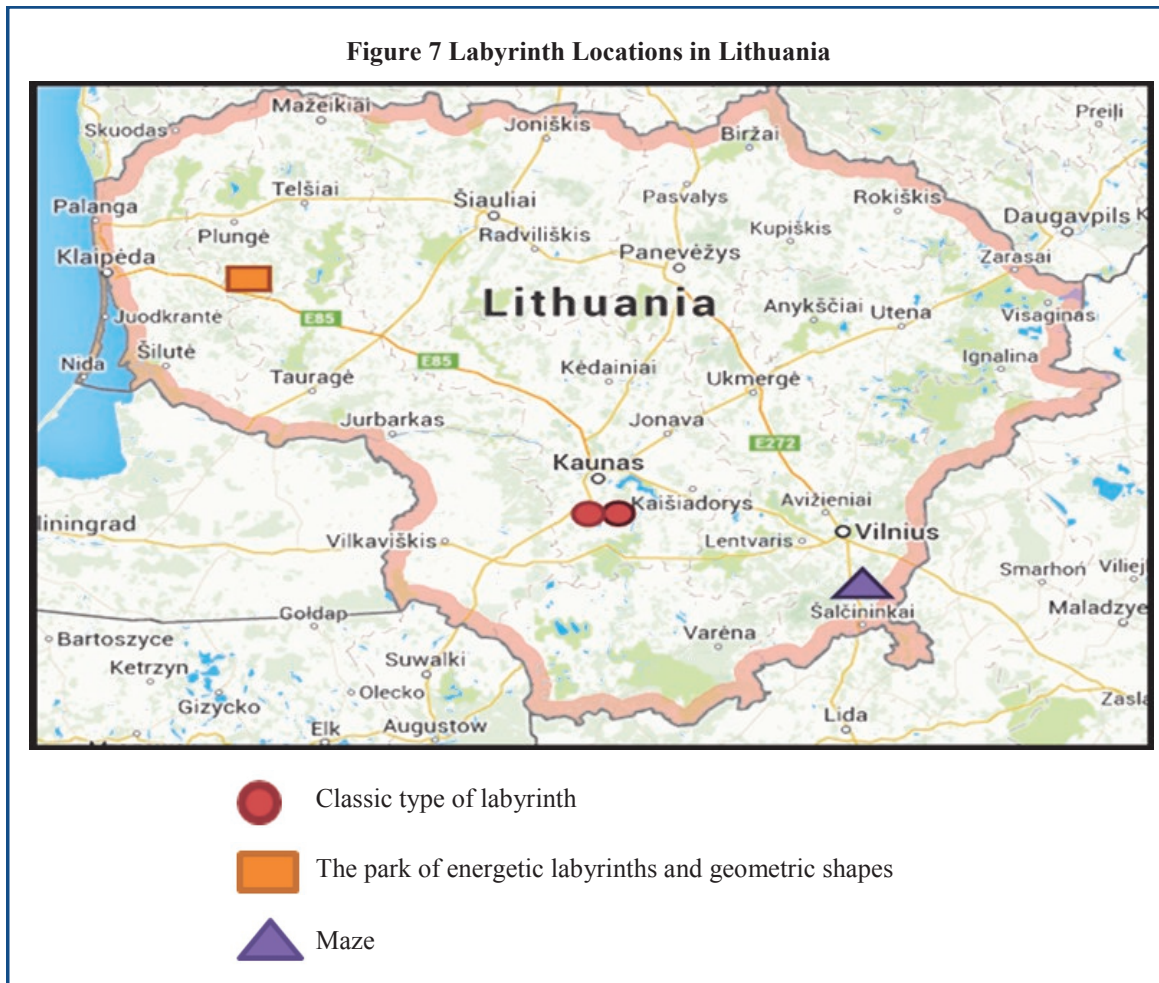 Figure 7 Labyrinth Locations in Lithuania
Mažeikiai
Skuodas
Joniškis
Biržai
Preiļi
Telšiai
Šiauliai
Pasvalys
Rokiškis
Palanga
Plungė
Radviliškis
Kupiškis
Daugavpils
Klaipėda
Panevėžys
Zarasai
Lithuania
Juodkrantė
E85
Anykščiai
Utena
Visaginas
Nida
Šilutė
E85
Kėdainiai
Ignalina
Tauragė
Ukmergė
Jurbarkas
Jonava
E272
Kaunas
Kaišiadorys
Avižieniai
liningrad
Vilkaviškis
Lentvaris
Vilnius
Smarhoń
Viliejk
Gołdap
Šalčininkai
Maladzye
Bartoszyce
Varėna
Ketrzyn
Suwalki
Olecko
Gizycko
Zasla
Elk
Augustow
Lida
Classic type of labyrinth
The park of energetic labyrinths and geometric shapes
Maze